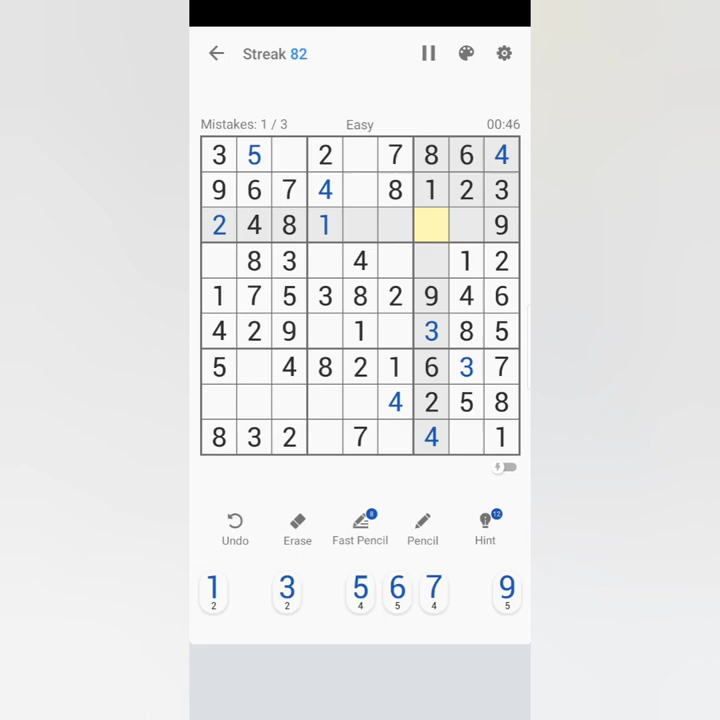 Streak 82
Mistakes: 1 / 3 Easy 00:46
3 5 2 7 8 6 4
9 6 7 4 8 1 2 3
2 4 8 1 9
8 3 4 1 2
1 7 5 3 8 2 9 4 6
4 2 9 1 3 8 5
5 4 8 2 1 6 3 7
4 2 5 8
8 3 2 7 4 1
8 12
Undo Erase Fast Pencil Pencil Hint
1 3 5 6 7 9
2 2 4 5 4 5